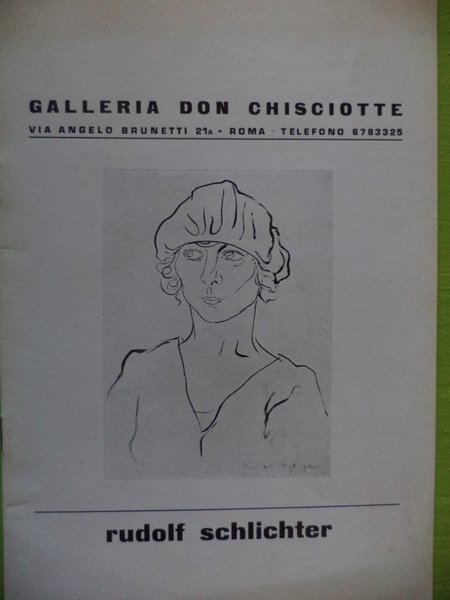 GALLERIA DON CHISCIOTTE
VIA ANGELO BRUNETTI 21A - ROMA · TELEFONO 6783325
rudolf schlichter